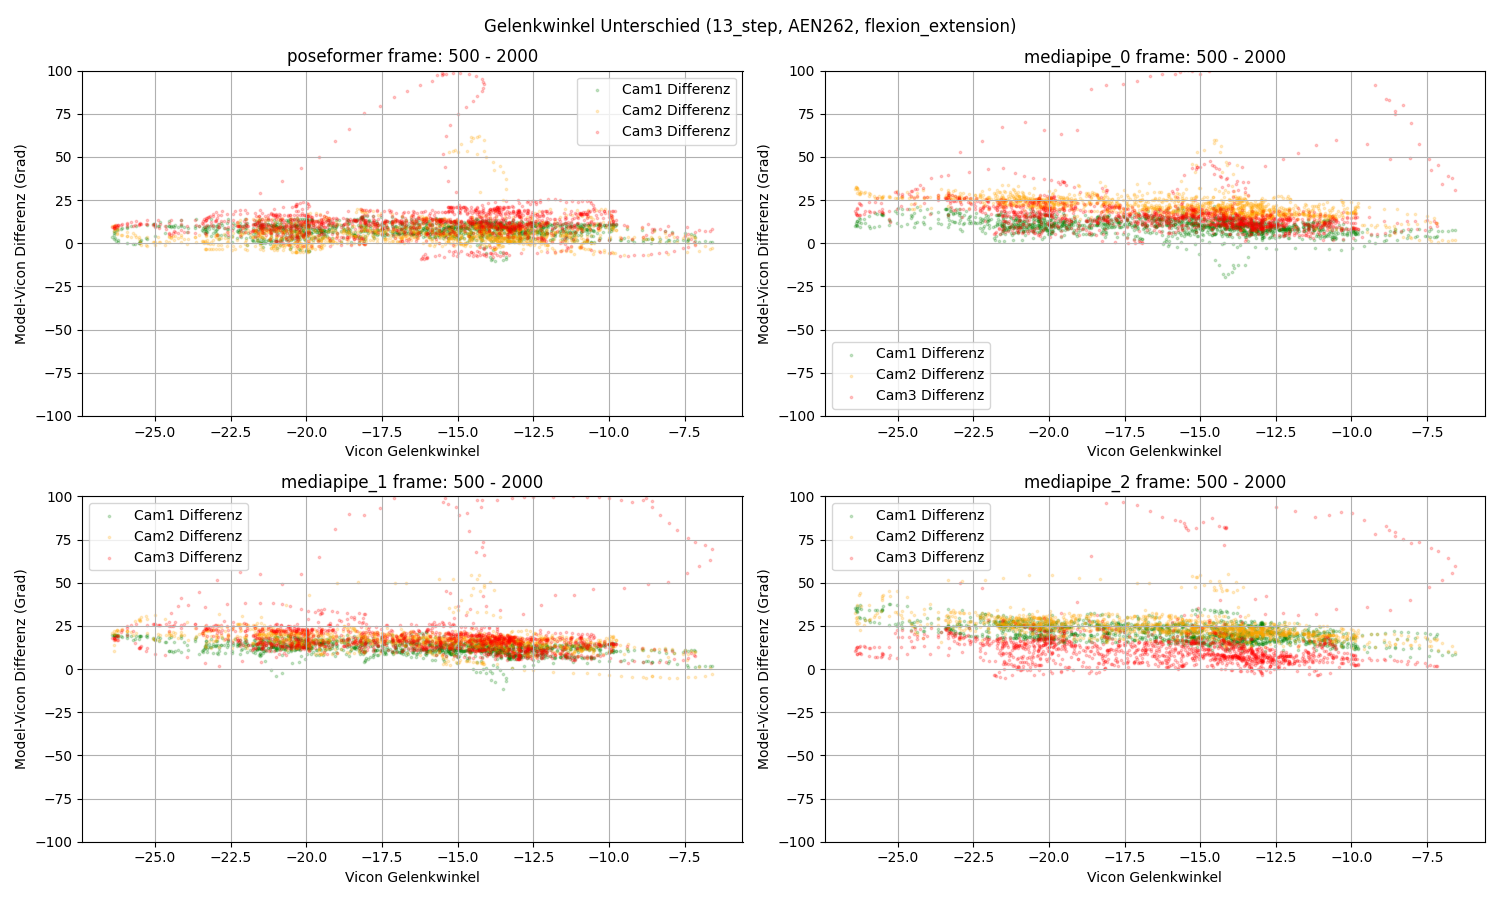 Gelenkwinkel Unterschied (13_step, AEN262, flexion_extension)
poseformer frame: 500 - 2000
100
75
50
25
0
−25
−50
−75
−100
Model-Vicon Differenz (Grad)
Cam1 Differenz
Cam2 Differenz
Cam3 Differenz
−25.0 −22.5 −20.0 −17.5 −15.0 −12.5 −10.0 −7.5
Vicon Gelenkwinkel
mediapipe_0 frame: 500 - 2000
100
75
50
25
0
−25
−50
−75
−100
Model-Vicon Differenz (Grad)
Cam1 Differenz
Cam2 Differenz
Cam3 Differenz
−25.0 −22.5 −20.0 −17.5 −15.0 −12.5 −10.0 −7.5
Vicon Gelenkwinkel
mediapipe_1 frame: 500 - 2000
100
75
50
25
0
−25
−50
−75
−100
Model-Vicon Differenz (Grad)
Cam1 Differenz
Cam2 Differenz
Cam3 Differenz
−25.0 −22.5 −20.0 −17.5 −15.0 −12.5 −10.0 −7.5
Vicon Gelenkwinkel
mediapipe_2 frame: 500 - 2000
100
75
50
25
0
−25
−50
−75
−100
Model-Vicon Differenz (Grad)
Cam1 Differenz
Cam2 Differenz
Cam3 Differenz
−25.0 −22.5 −20.0 −17.5 −15.0 −12.5 −10.0 −7.5
Vicon Gelenkwinkel